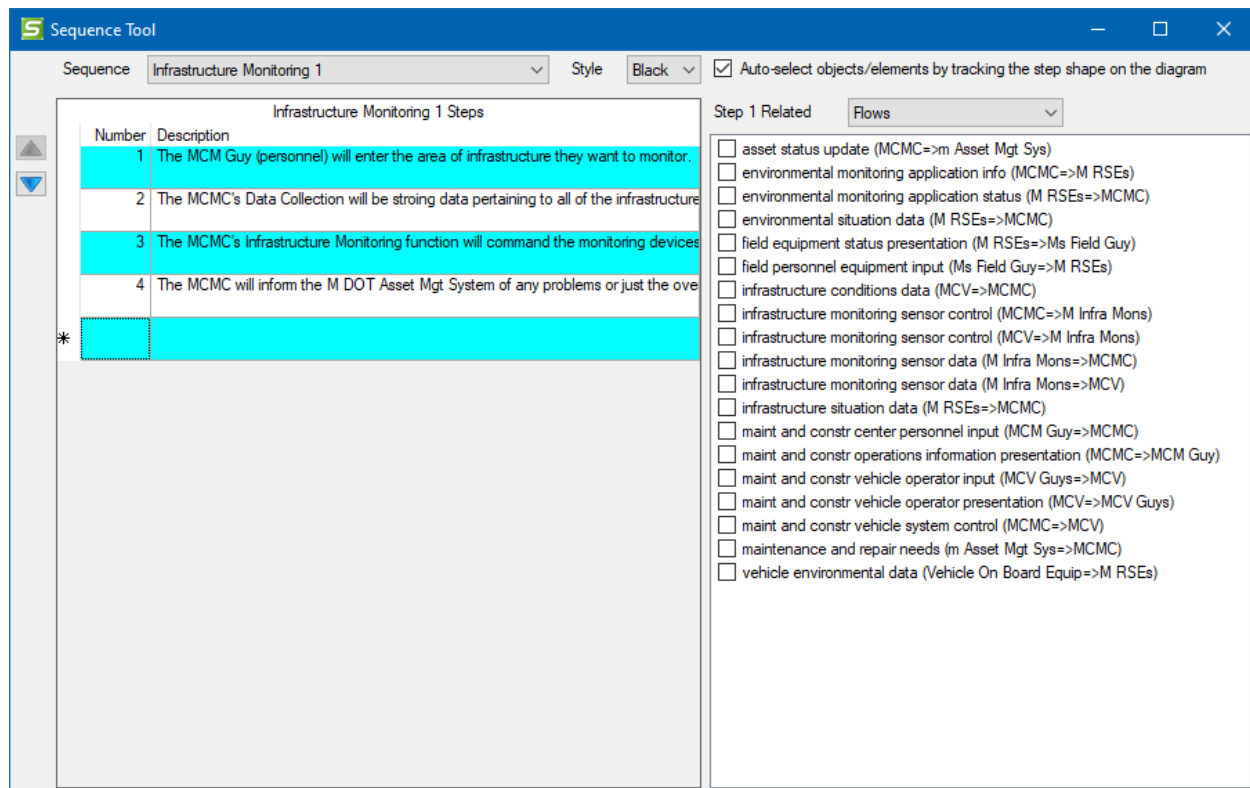 Sequence Tool
Sequence Infrastructure Monitoring 1 Style Black Auto-select objects/elements by tracking the step shape on the diagram
Infrastructure Monitoring 1 Steps
Number Description
1 The MCM Guy (personnel) will enter the area of infrastructure they want to monitor.
2 The MCMC's Data Collection will be stroing data pertaining to all of the infrastructure
3 The MCMC's Infrastructure Monitoring function will command the monitoring devices
4 The MCMC will inform the M DOT Asset Mgt System of any problems or just the ove
*
Step 1 Related Flows
asset status update (MCMC=>m Asset Mgt Sys)
environmental monitoring application info (MCMC=>M RSEs)
environmental monitoring application status (M RSEs=>MCMC)
environmental situation data (M RSEs=>MCMC)
field equipment status presentation (M RSEs=>Ms Field Guy)
field personnel equipment input (Ms Field Guy=>M RSEs)
infrastructure conditions data (MCV=>MCMC)
infrastructure monitoring sensor control (MCMC=>M Infra Mons)
infrastructure monitoring sensor control (MCV=>M Infra Mons)
infrastructure monitoring sensor data (M Infra Mons=>MCMC)
infrastructure monitoring sensor data (M Infra Mons=>MCV)
infrastructure situation data (M RSEs=>MCMC)
maint and constr center personnel input (MCM Guy=>MCMC)
maint and constr operations information presentation (MCMC=>MCM Guy)
maint and constr vehicle operator input (MCV Guys=>MCV)
maint and constr vehicle operator presentation (MCV=>MCV Guys)
maint and constr vehicle system control (MCMC=>MCV)
maintenance and repair needs (m Asset Mgt Sys=>MCMC)
vehicle environmental data (Vehicle On Board Equip=>M RSEs)